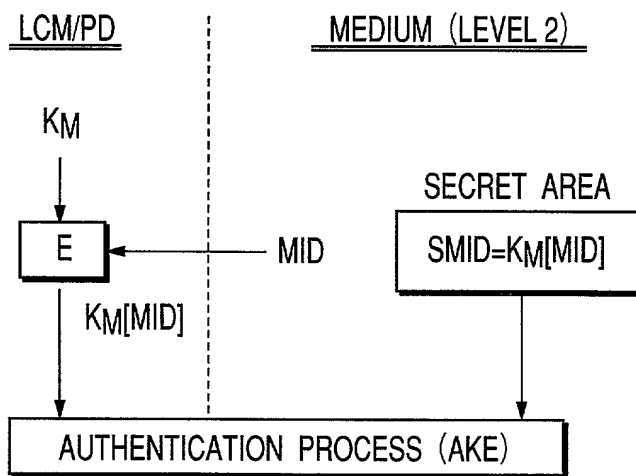 LCM/PD
MEDIUM (LEVEL 2)
KM
SECRET AREA
E
MID
SMID=KM[MID]
KM[MID]
AUTHENTICATION PROCESS (AKE)